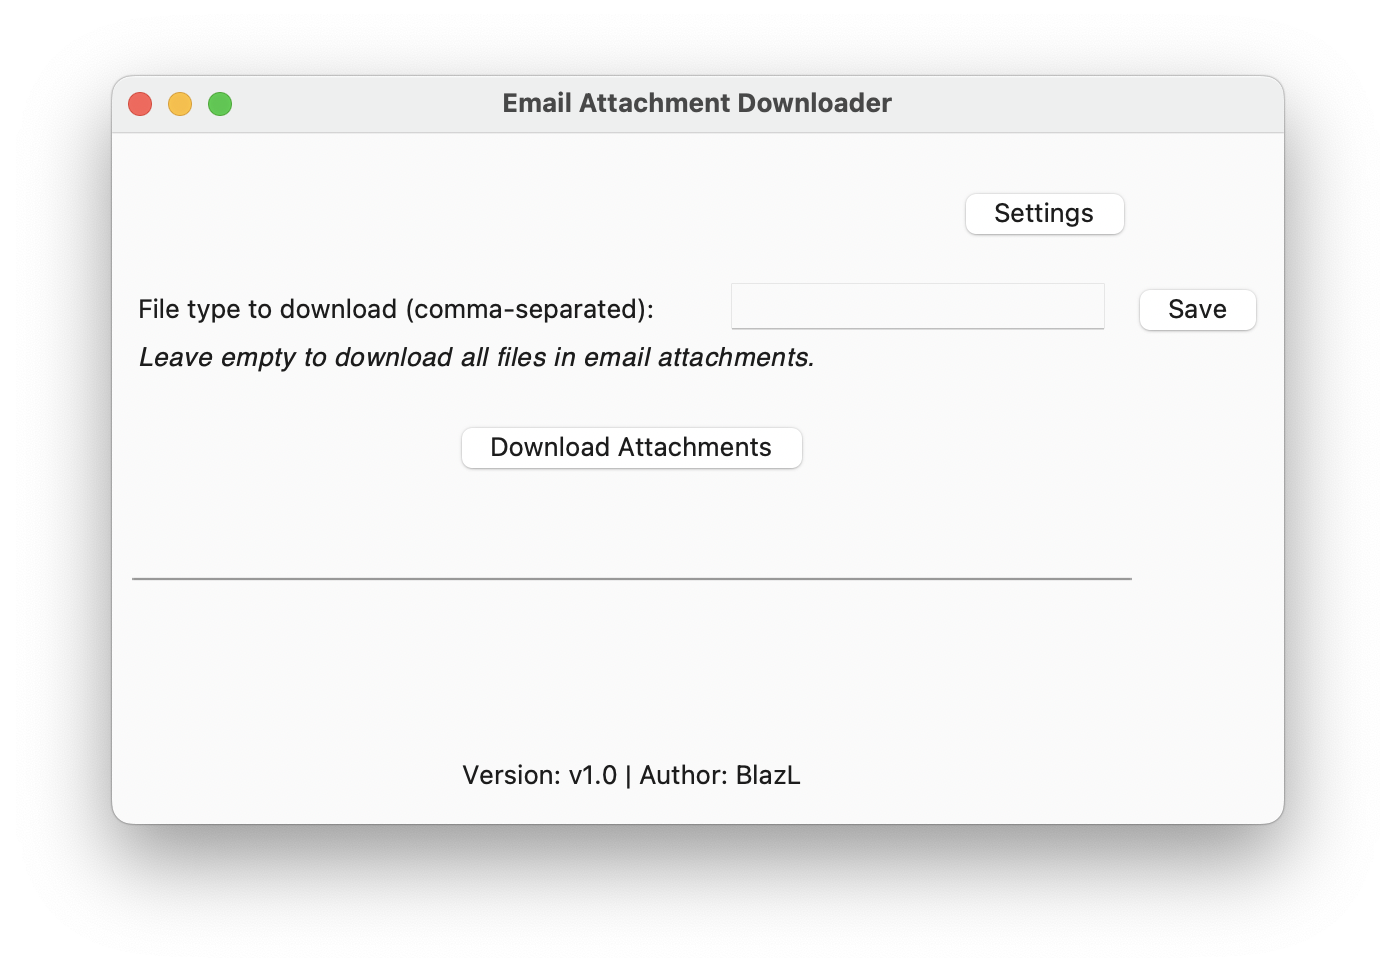 Email Attachment Downloader
Settings
File type to download (comma-separated):
Save
Leave empty to download all files in email attachments.
Download Attachments
Version: v1.0 | Author: BlazL